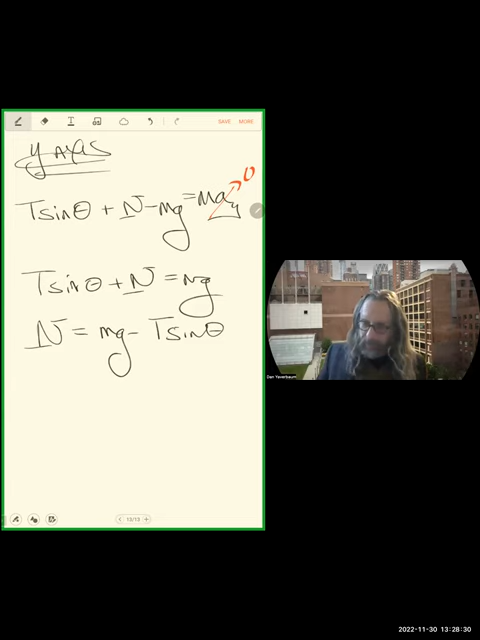 SAVE MORE
y axis
Tsinθ + N - mg = may 0
Tsinθ + N = mg
N = mg - Tsinθ
13/13
Dan Yaverbaum
2022-11-30 13:28:30